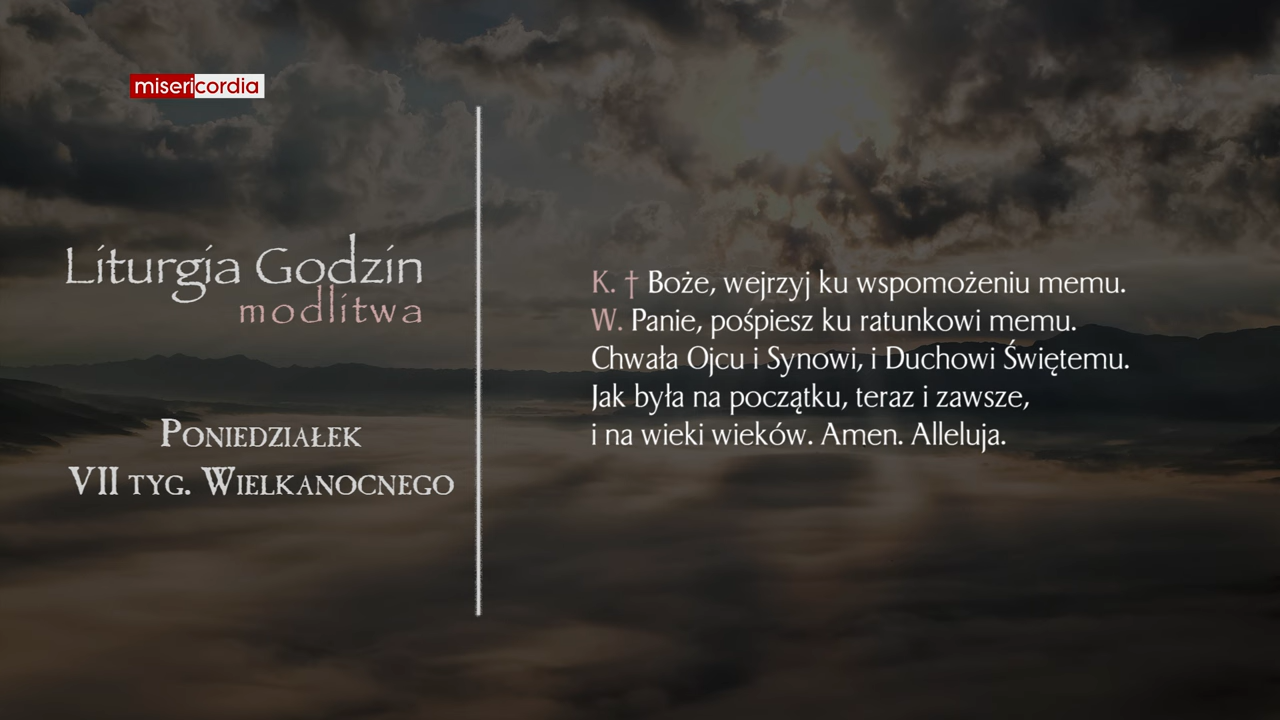 misericordia
Liturgia Godzin
modlitwa
Poniedziałek
VII tyg. Wielkanocnego
K. † Boże, wejrzyj ku wspomożeniu memu.
W. Panie, pośpiesz ku ratunkowi memu.
Chwała Ojcu i Synowi, i Duchowi Świętemu.
Jak była na początku, teraz i zawsze,
i na wieki wieków. Amen. Alleluja.